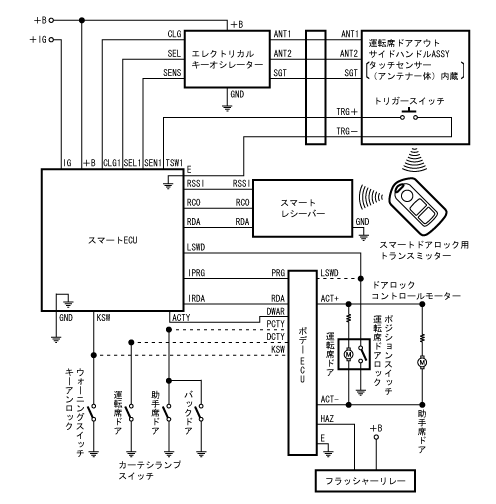 +B
+IG
+B
CLG
SEL
SENS
エレクトリカル
キーオシレーター
GND
ANT1
ANT2
SGT
ANT1
ANT2
SGT
TRG+
TRG−
運転席ドアアウト
サイドハンドルASSY
タッチセンサー
(アンテナ一体)内蔵
トリガースイッチ
IG
+B
CLG1
SEL1
SEN1
TSW1
E
RSSI
RCO
RDA
RSSI
RCO
RDA
スマート
レシーバー
GND
スマートドアロック用
トランスミッター
スマートECU
LSWD
IPRG
IRDA
GND
KSW
ACTY
PRG
RDA
DWAR
PCTY
DCTY
KSW
ボデーECU
LSWD
ACT+
ACT−
HAZ
E
ドアロック
コントロールモーター
運転席ドア
M
運転席ドアロック
ポジションスイッチ
M
助手席ドア
キーアンロック
ウォーニングスイッチ
運転席ドア
助手席ドア
バックドア
カーテシランプ
スイッチ
+B
フラッシャーリレー